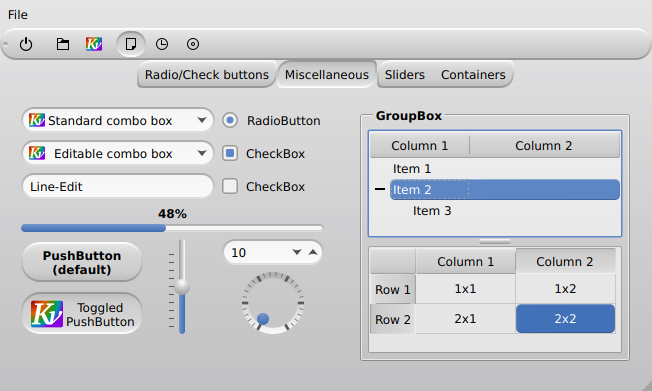 File
Radio/Check buttons
Miscellaneous
Sliders
Containers
Standard combo box
RadioButton
Editable combo box
CheckBox
Line-Edit
CheckBox
48%
PushButton
(default)
10
Toggled
PushButton
GroupBox
Column 1
Column 2
Item 1
Item 2
Item 3
Column 1
Column 2
Row 1
1x1
1x2
Row 2
2x1
2x2